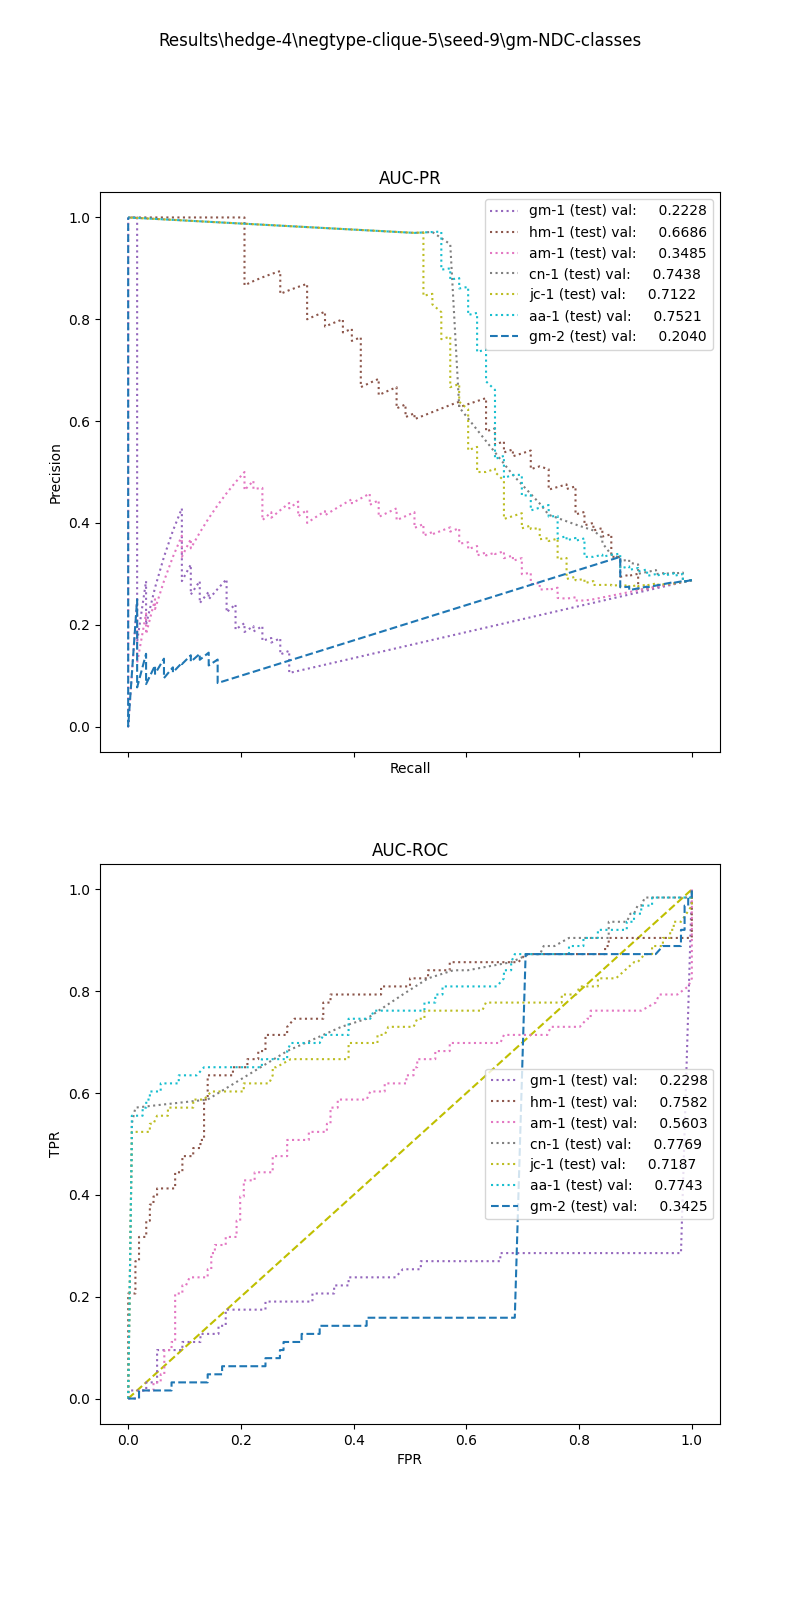 Results\hedge-4\negtype-clique-5\seed-9\gm-NDC-classes
AUC-PR
1.0
0.8
0.6
0.4
0.2
0.0
Precision
gm-1 (test) val: 0.2228
hm-1 (test) val: 0.6686
am-1 (test) val: 0.3485
cn-1 (test) val: 0.7438
jc-1 (test) val: 0.7122
aa-1 (test) val: 0.7521
gm-2 (test) val: 0.2040
Recall
AUC-ROC
1.0
0.8
0.6
0.4
0.2
0.0
TPR
gm-1 (test) val: 0.2298
hm-1 (test) val: 0.7582
am-1 (test) val: 0.5603
cn-1 (test) val: 0.7769
jc-1 (test) val: 0.7187
aa-1 (test) val: 0.7743
gm-2 (test) val: 0.3425
0.0 0.2 0.4 0.6 0.8 1.0
FPR